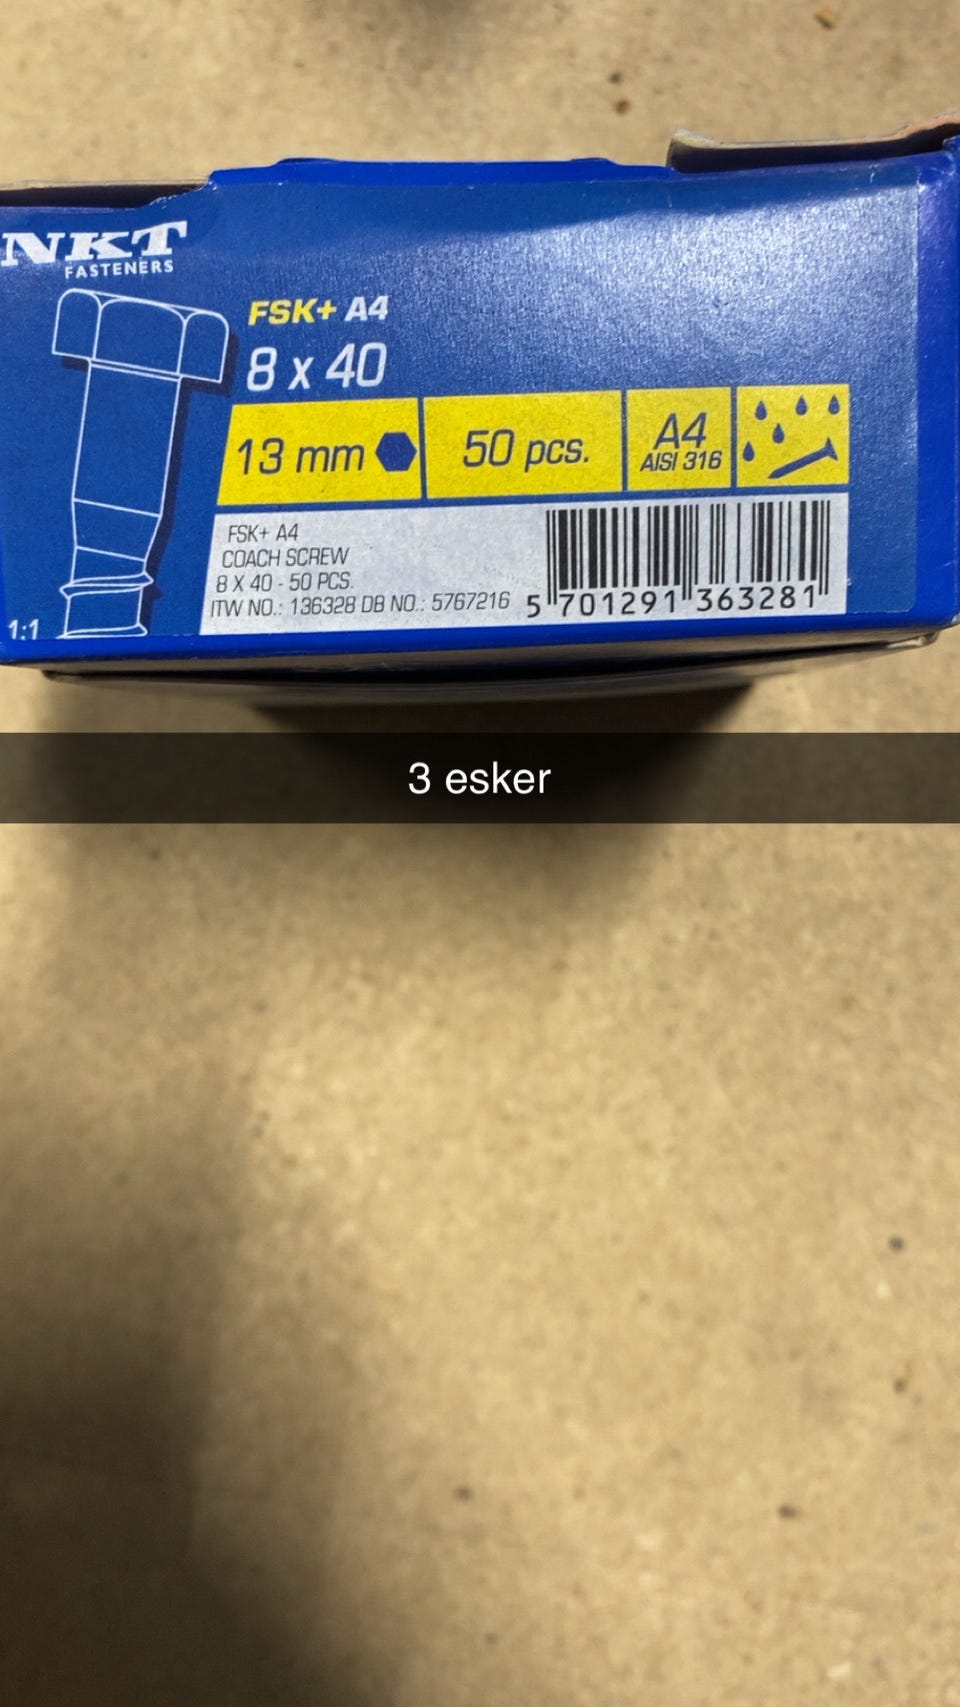 NKT
FASTENERS
FSK+ A4
8 x 40
13 mm
50 pcs.
A4
AISI 316
FSK+ A4
COACH SCREW
8 X 40 - 50 PCS.
ITW NO.: 136328 DB NO.: 5767216
5 701291 363281
1:1
3 esker